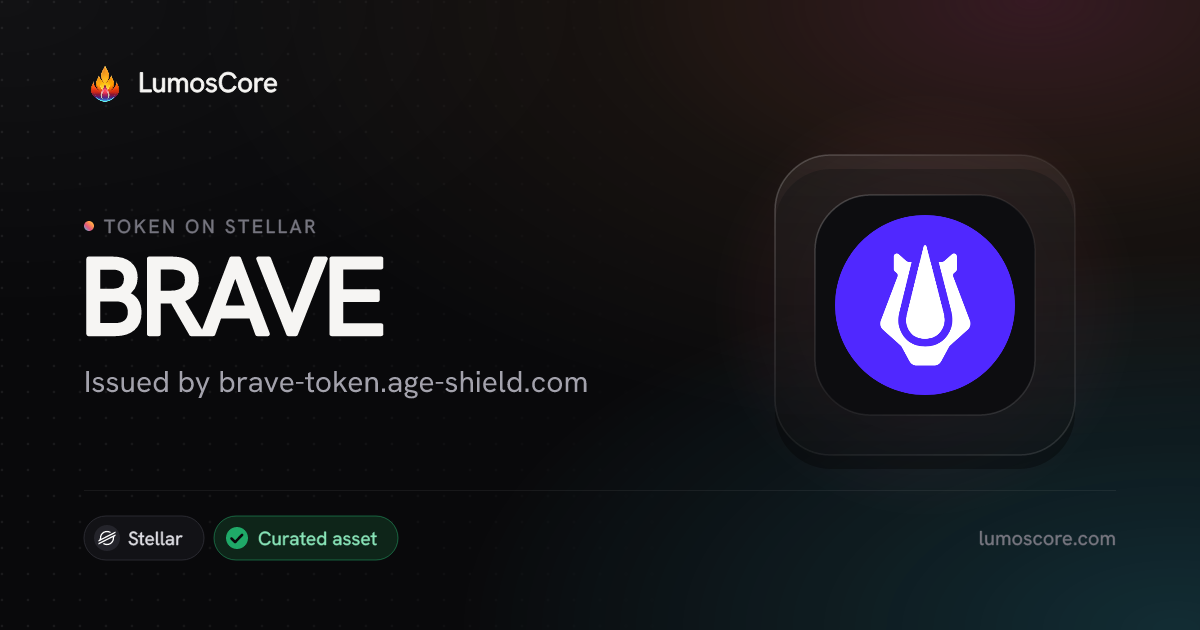 LumosCore
TOKEN ON STELLAR
BRAVE
Issued by brave-token.age-shield.com
Stellar
Curated asset
lumoscore.com